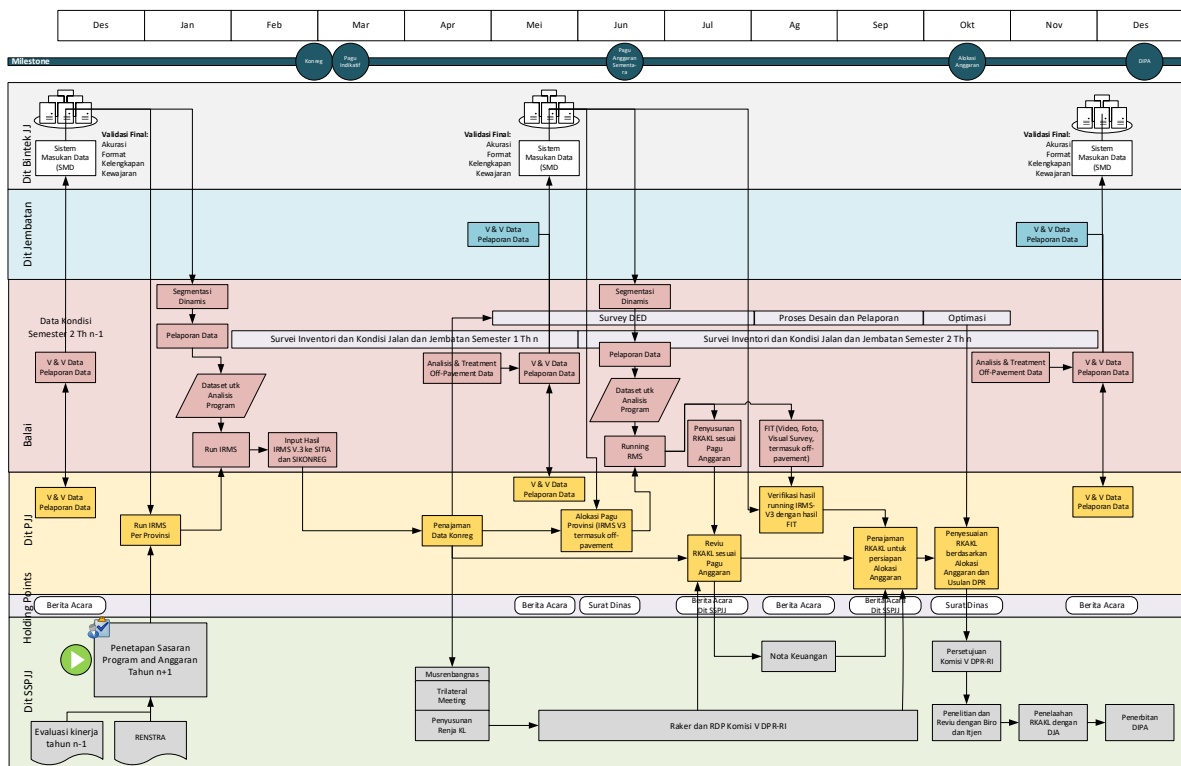 Des Jan Feb Mar Apr Mei Jun Jul Ag Sep Okt Nov Des
Milestone
Konreg
Pagu
Indikatif
Pagu
Anggaran
Sementa-
ra
Alokasi
Anggaran
DIPA
Dit Bintek JJ
Sistem
Masukan Data
(SMD
Validasi Final:
Akurasi
Format
Kelengkapan
Kewajaran
Sistem
Masukan Data
(SMD
Validasi Final:
Akurasi
Format
Kelengkapan
Kewajaran
Sistem
Masukan Data
(SMD
Validasi Final:
Akurasi
Format
Kelengkapan
Kewajaran
Dit Jembatan
V & V Data
Pelaporan Data
V & V Data
Pelaporan Data
Balai
Data Kondisi
Semester 2 Th n-1
V & V Data
Pelaporan Data
Segmentasi
Dinamis
Pelaporan Data
Dataset utk
Analisis
Program
Run IRMS
Input Hasil
IRMS V.3 ke SITIA
dan SIKONREG
Survei Inventori dan Kondisi Jalan dan Jembatan Semester 1 Th n
Survey DED
Proses Desain dan Pelaporan
Optimasi
Survei Inventori dan Kondisi Jalan dan Jembatan Semester 2 Th n
Analisis & Treatment
Off-Pavement Data
V & V Data
Pelaporan Data
Segmentasi
Dinamis
Pelaporan Data
Dataset utk
Analisis
Program
Running
RMS
Penyusunan
RKAKL sesuai
Pagu
Anggaran
FIT (Video, Foto,
Visual Survey,
termasuk off-
pavement)
Analisis & Treatment
Off-Pavement Data
V & V Data
Pelaporan Data
Dit PJJ
V & V Data
Pelaporan Data
Run IRMS
Per Provinsi
Penajaman
Data Konreg
V & V Data
Pelaporan Data
Alokasi Pagu
Provinsi (IRMS V3
termasuk off-
pavement
Reviu
RKAKL sesuai
Pagu
Anggaran
Verifikasi hasil
running IRMS-
V3 dengan hasil
FIT
Penajaman
RKAKL untuk
persiapan
Alokasi
Anggaran
Penyesuaian
RKAKL
berdasarkan
Alokasi
Anggaran dan
Usulan DPR
V & V Data
Pelaporan Data
Holding Points
Berita Acara
Berita Acara
Surat Dinas
Berita Acara
Dit SSPJJ
Berita Acara
Berita Acara
Dit SSPJJ
Surat Dinas
Berita Acara
Dit SSPJJ
Penetapan Sasaran
Program and Anggaran
Tahun n+1
Evaluasi kinerja
tahun n-1
RENSTRA
Musrenbangnas
Trilateral
Meeting
Penyusunan
Renja KL
Raker dan RDP Komisi V DPR-RI
Nota Keuangan
Persetujuan
Komisi V DPR-RI
Penelitian dan
Reviu dengan Biro
dan Itjen
Penelaahan
RKAKL dengan
DJA
Penerbitan
DIPA